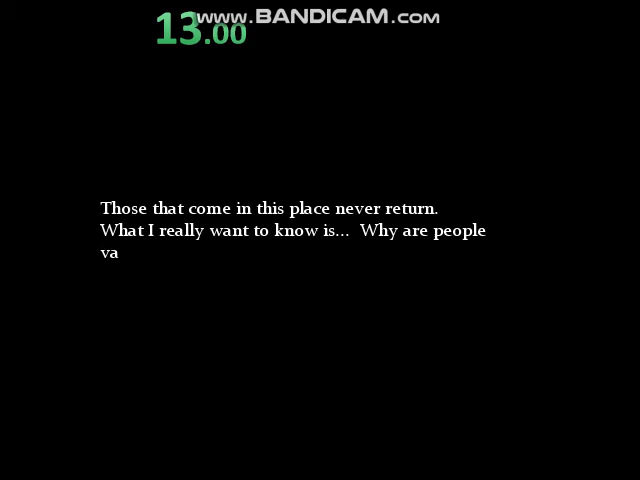 www.BANDICAM.com
13.00
Those that come in this place never return.
What I really want to know is...  Why are people
va